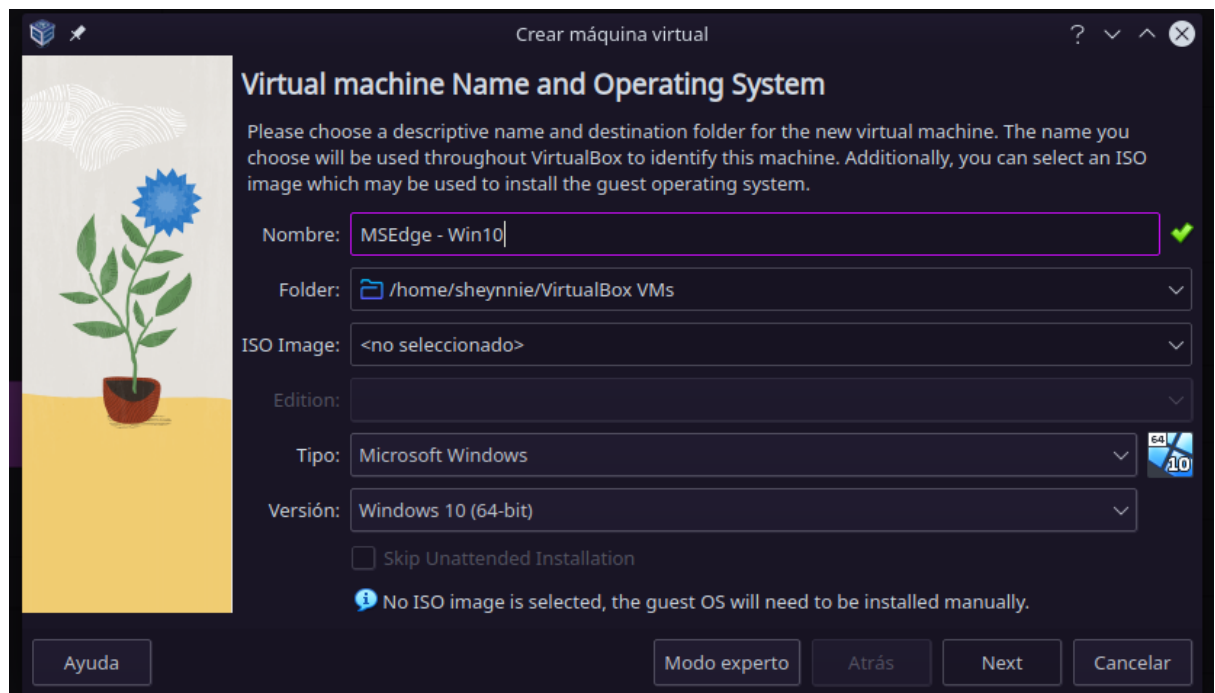 Crear máquina virtual
Virtual machine Name and Operating System
Please choose a descriptive name and destination folder for the new virtual machine. The name you
choose will be used throughout VirtualBox to identify this machine. Additionally, you can select an ISO
image which may be used to install the guest operating system.
Nombre: MSEdge - Win10
Folder: /home/sheynnie/VirtualBox VMs
ISO Image: <no seleccionado>
Edition:
Tipo: Microsoft Windows
64
10
Versión: Windows 10 (64-bit)
Skip Unattended Installation
No ISO image is selected, the guest OS will need to be installed manually.
Ayuda Modo experto Atrás Next Cancelar